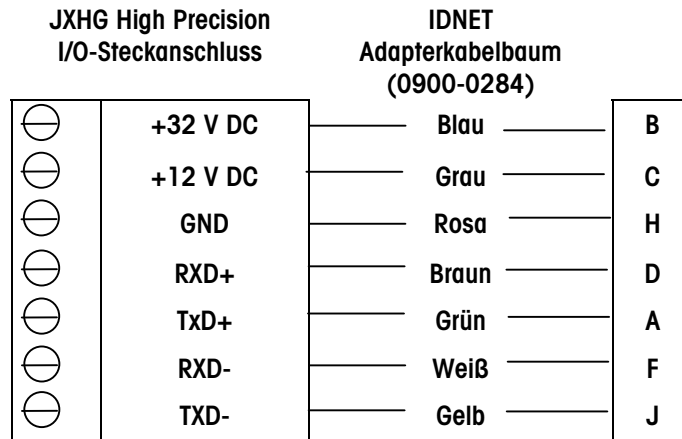 JXHG High Precision IDNET
I/O-Steckanschluss Adapterkabelbaum
(0900-0284)
+32 V DC Blau B
+12 V DC Grau C
GND Rosa H
RXD+ Braun D
TxD+ Grün A
RXD- Weiß F
TXD- Gelb J